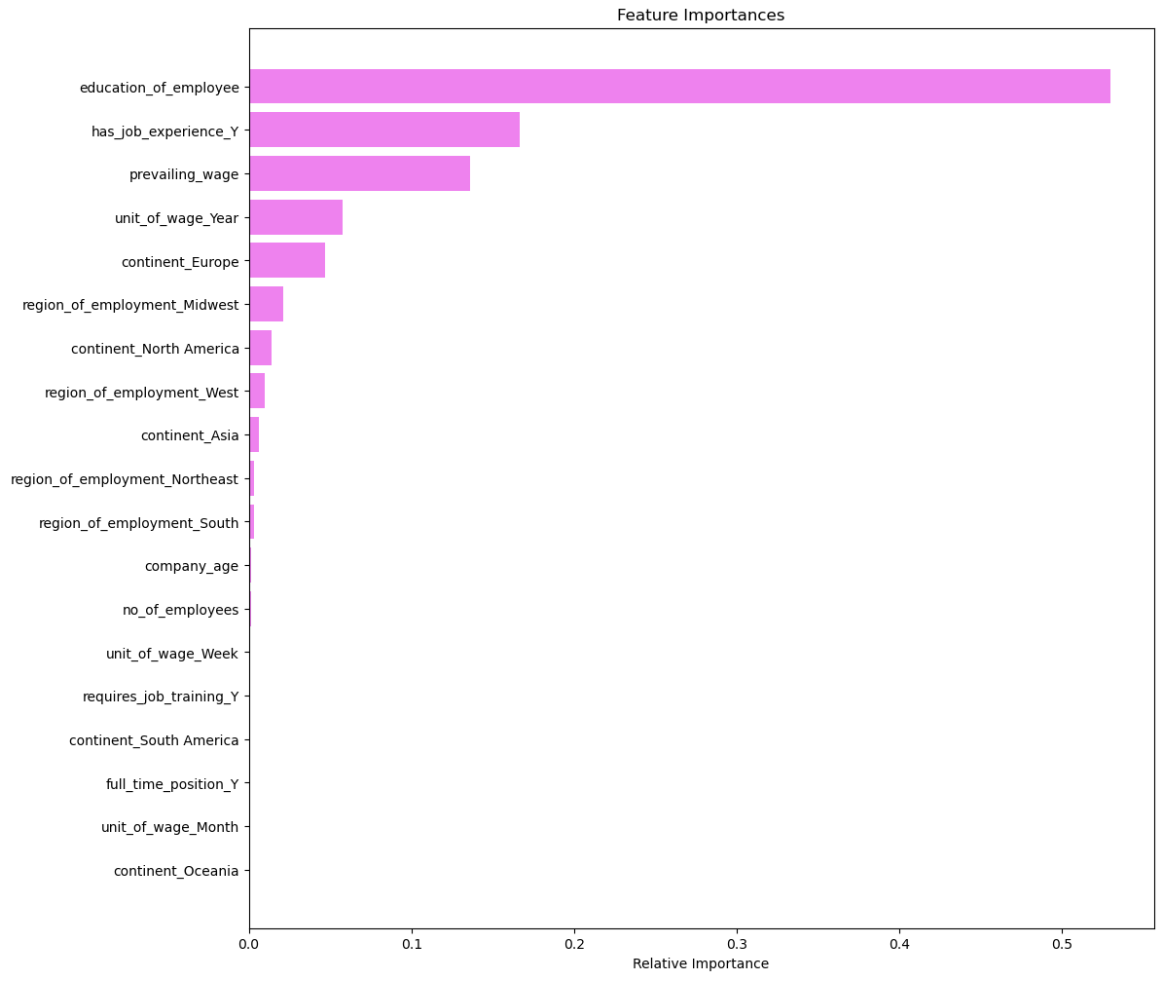 Feature Importances
education_of_employee
has_job_experience_Y
prevailing_wage
unit_of_wage_Year
continent_Europe
region_of_employment_Midwest
continent_North America
region_of_employment_West
continent_Asia
region_of_employment_Northeast
region_of_employment_South
company_age
no_of_employees
unit_of_wage_Week
requires_job_training_Y
continent_South America
full_time_position_Y
unit_of_wage_Month
continent_Oceania
0.0 0.1 0.2 0.3 0.4 0.5
Relative Importance